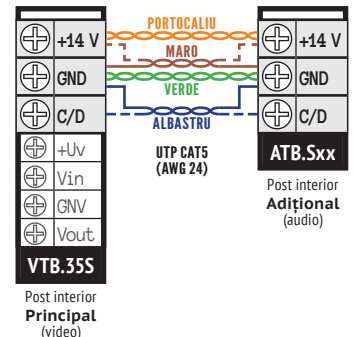 PORTOCALIU
+14 V
+14 V
MARO
GND
GND
VERDE
C/D
C/D
ALBASTRU
+Uv
UTP CAT5
(AWG 24)
ATB.Sxx
Vin
Post interior
Adițional
(audio)
GNV
Vout
VTB.35S
Post interior
Principal
(video)